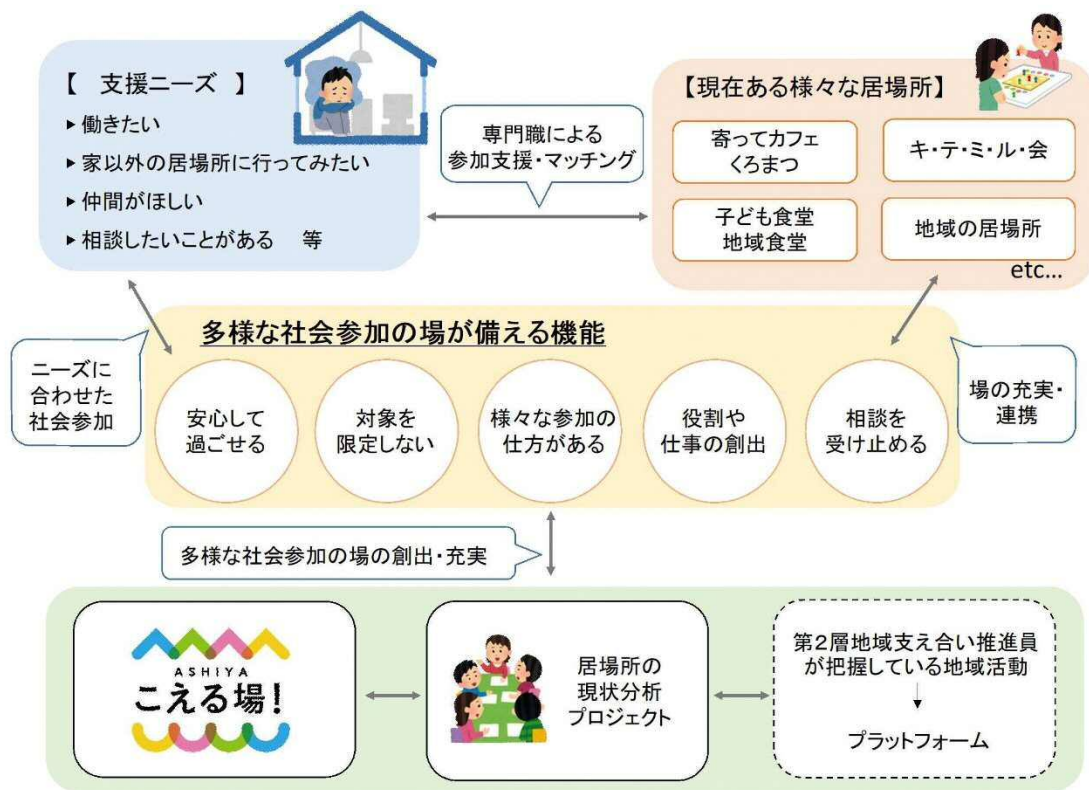 【　支援ニーズ　】
▶ 働きたい
▶ 家以外の居場所に行ってみたい
▶ 仲間がほしい
▶ 相談したいことがある　等
専門職による
参加支援・マッチング
【現在ある様々な居場所】
寄ってカフェ
くろまつ
キ・テ・ミ・ル・会
子ども食堂
地域食堂
地域の居場所
etc...
ニーズに
合わせた
社会参加
多様な社会参加の場が備える機能
安心して
過ごせる
対象を
限定しない
様々な参加の
仕方がある
役割や
仕事の創出
相談を
受け止める
場の充実・
連携
多様な社会参加の場の創出・充実
ASHIYA
こえる場！
居場所の
現状分析
プロジェクト
第２層地域支え合い推進員
が把握している地域活動
プラットフォーム